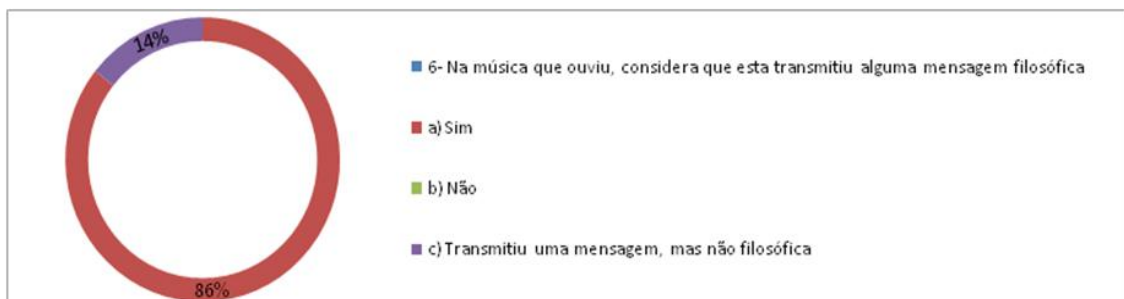 14%
6- Na música que ouviu, considera que esta transmitiu alguma mensagem filosófica
a) Sim
b) Não
c) Transmitiu uma mensagem, mas não filosófica
86%